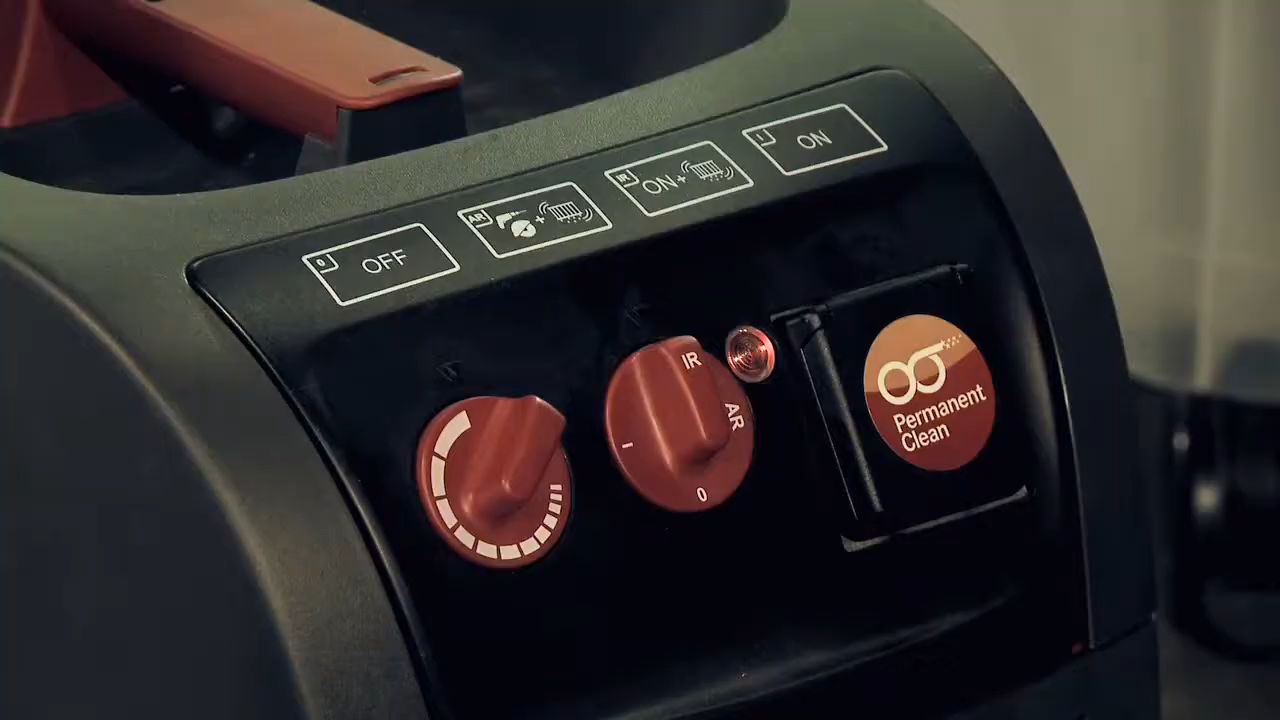 0 OFF
AR +
IR ON+
I ON
IR
AR
I
0
Permanent
Clean